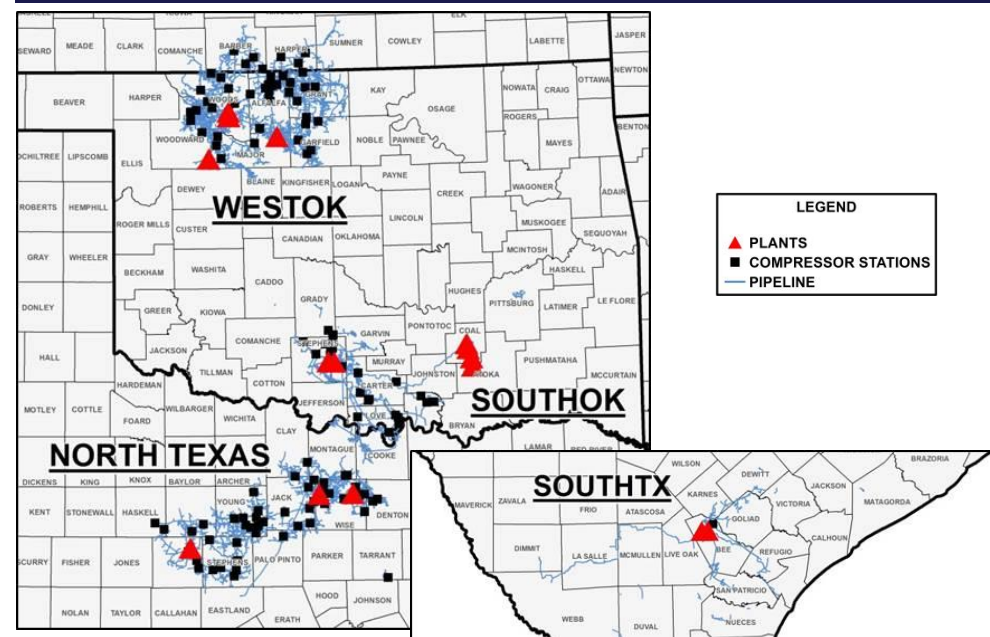 ELK
SEWARD
MEADE
CLARK
COMANCHE
BARBER
HARPER
SUMNER
COWLEY
LABETTE
JASPER
NEWTON
BEAVER
HARPER
WOODS
ALFALFA
GRANT
KAY
OSAGE
NOWATA
CRAIG
OTTAWA
ROGERS
BENTON
WOODWARD
MAJOR
GARFIELD
NOBLE
PAWNEE
MAYES
OCHILTREE
LIPSCOMB
ELLIS
DEWEY
BLAINE
KINGFISHER
LOGAN
PAYNE
CREEK
WAGONER
ADAIR
ROBERTS
HEMPHILL
WESTOK
ROGER MILLS
CUSTER
CANADIAN
OKLAHOMA
LINCOLN
MUSKOGEE
SEQUOYAH
MCINTOSH
GRAY
WHEELER
BECKHAM
WASHITA
CADDO
HASKELL
HUGHES
PITTSBURG
LATIMER
LE FLORE
DONLEY
GREER
KIOWA
GRADY
GARVIN
PONTOTOC
COAL
COMANCHE
STEPHENS
MURRAY
JOHNSTON
PUSHMATAHA
MCCURTAIN
HALL
JACKSON
TILLMAN
COTTON
CARTER
HARDEMAN
JEFFERSON
LOVE
SOUTHOK
BRYAN
MOTLEY
COTTLE
FOARD
WILBARGER
WICHITA
CLAY
LAMAR
RED RIVER
NORTH TEXAS
MONTAGUE
COOKE
DICKENS
KING
KNOX
BAYLOR
ARCHER
YOUNG
JACK
WISE
DENTON
KENT
STONEWALL
HASKELL
SCURRY
FISHER
JONES
STEPHENS
PALO PINTO
PARKER
TARRANT
NOLAN
TAYLOR
CALLAHAN
EASTLAND
ERATH
HOOD
JOHNSON
LEGEND
PLANTS
COMPRESSOR STATIONS
PIPELINE
SOUTHTX
WILSON
DEWITT
BRAZORIA
MAVERICK
ZAVALA
FRIO
ATASCOSA
KARNES
GOLIAD
VICTORIA
JACKSON
MATAGORDA
DIMMIT
LA SALLE
MCMULLEN
LIVE OAK
BEE
REFUGIO
CALHOUN
SAN PATRICIO
WEBB
DUVAL
NUECES